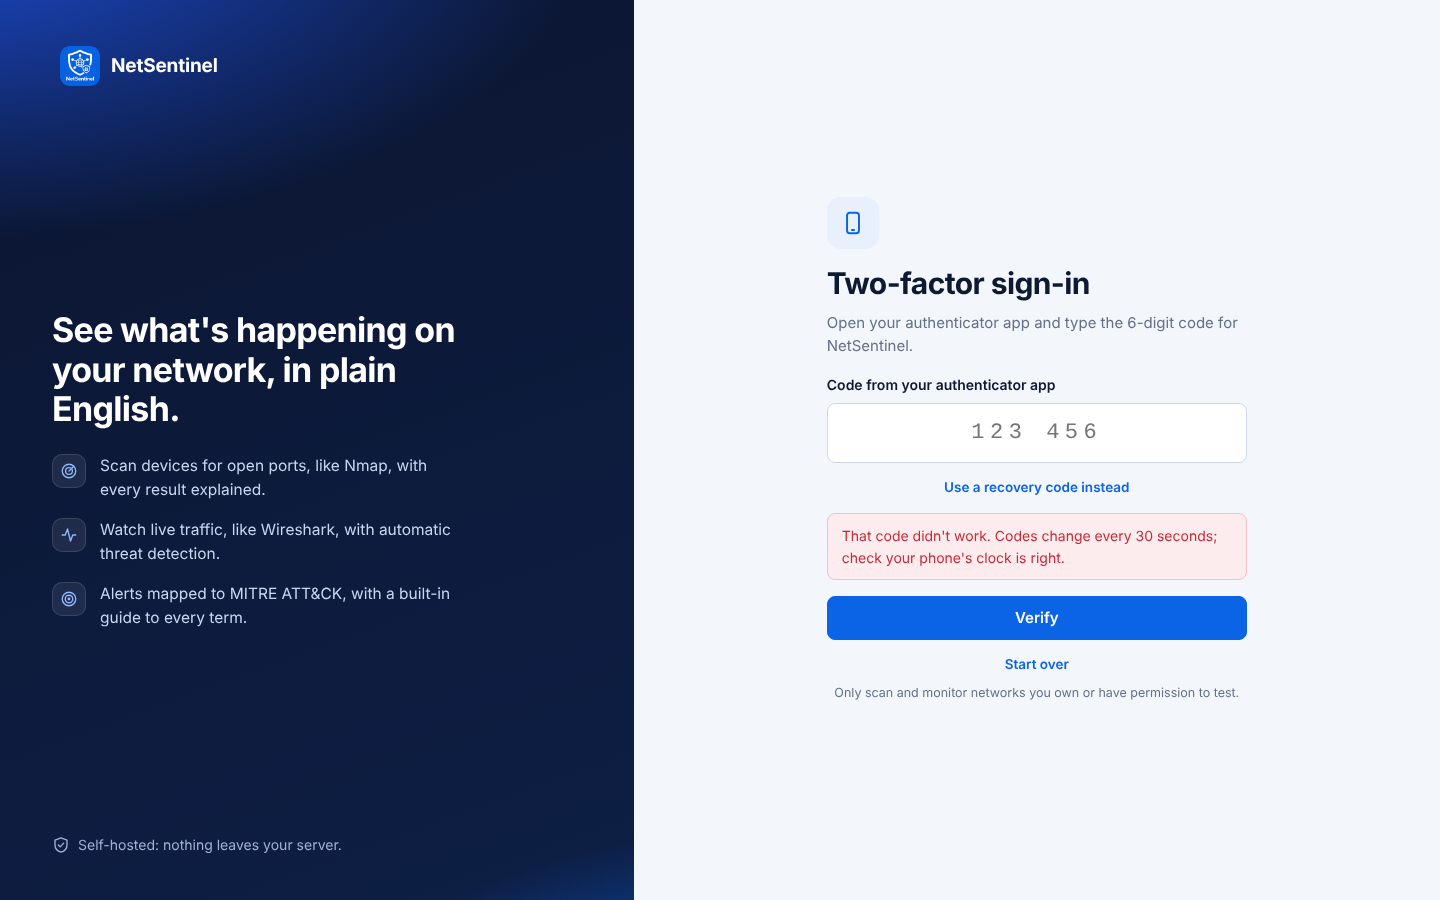 NetSentinel
NetSentinel
See what's happening on
your network, in plain
English.
Scan devices for open ports, like Nmap, with
every result explained.
Watch live traffic, like Wireshark, with automatic
threat detection.
Alerts mapped to MITRE ATT&CK, with a built-in
guide to every term.
Self-hosted: nothing leaves your server.
Two-factor sign-in
Open your authenticator app and type the 6-digit code for
NetSentinel.
Code from your authenticator app
123 456
Use a recovery code instead
That code didn't work. Codes change every 30 seconds;
check your phone's clock is right.
Verify
Start over
Only scan and monitor networks you own or have permission to test.